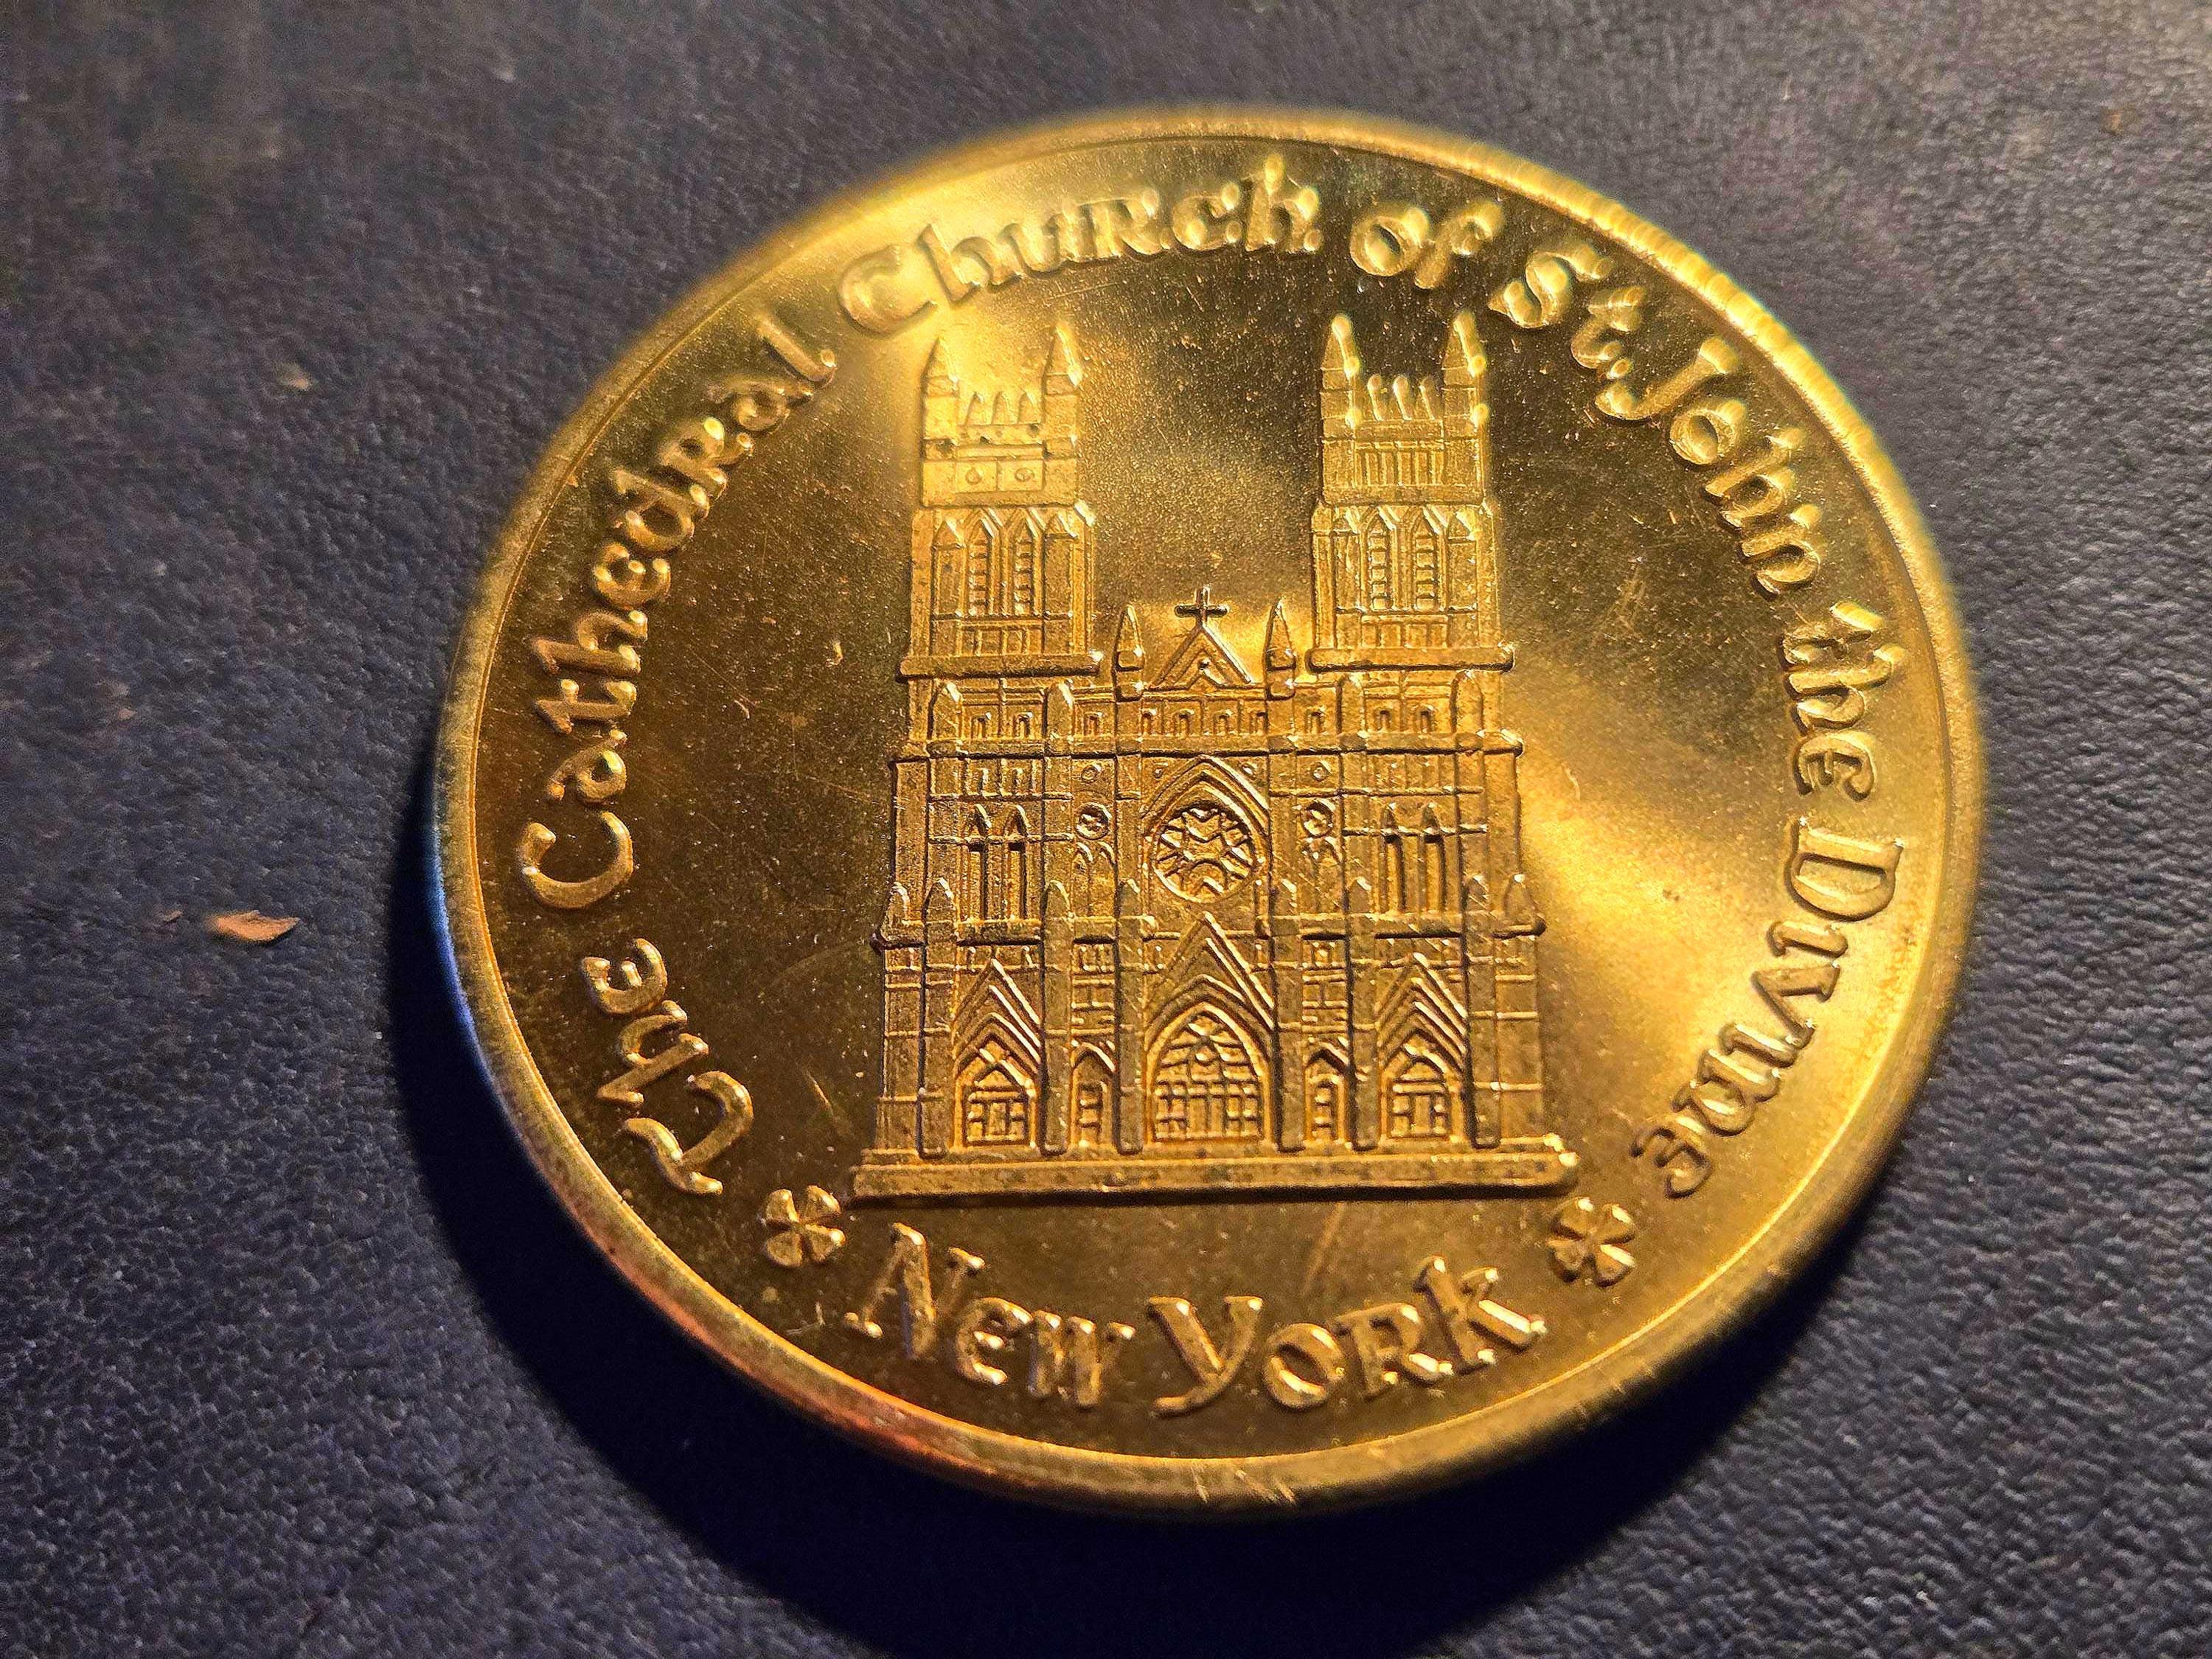 The Cathedral Church of St. John the Divine
New York